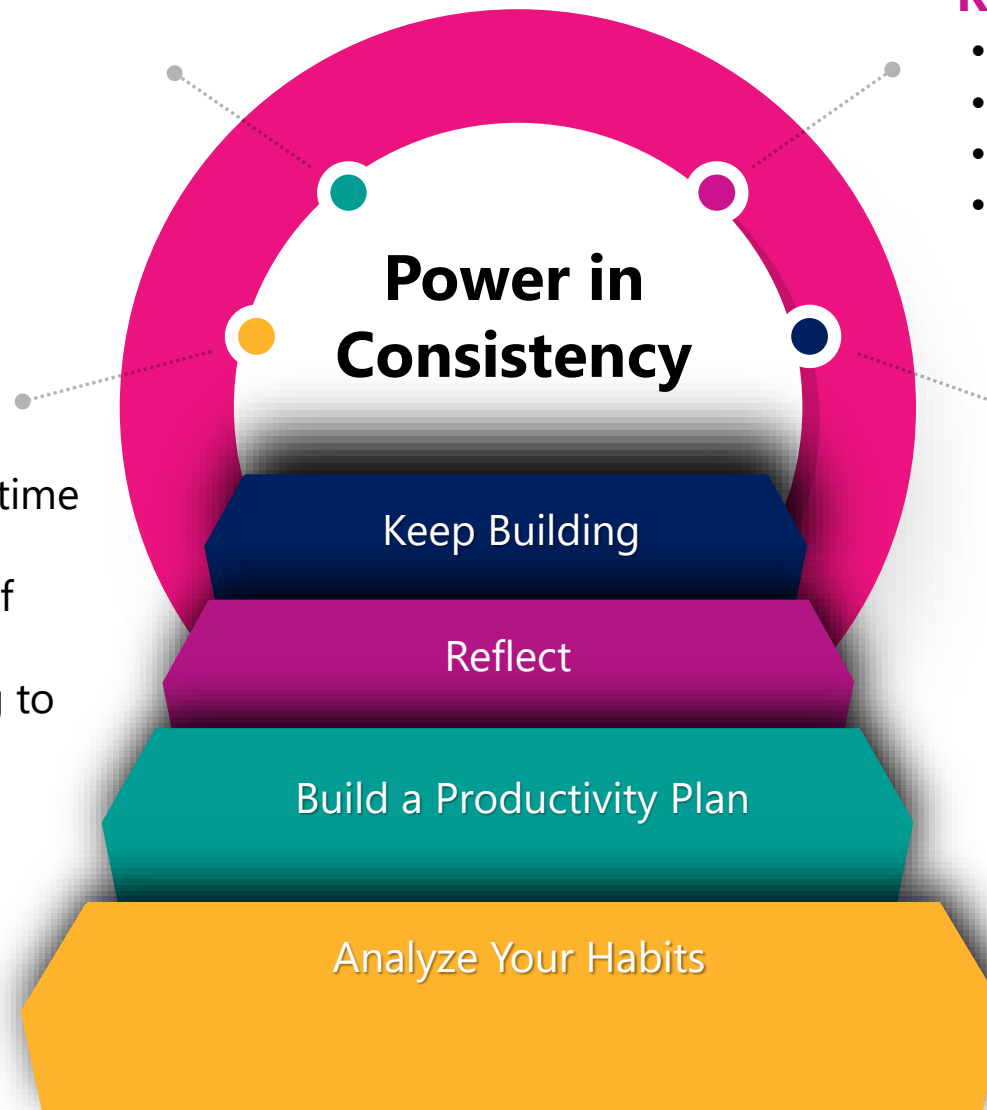 Power in
Consistency
time
f
to
Keep Building
Reflect
Build a Productivity Plan
Analyze Your Habits